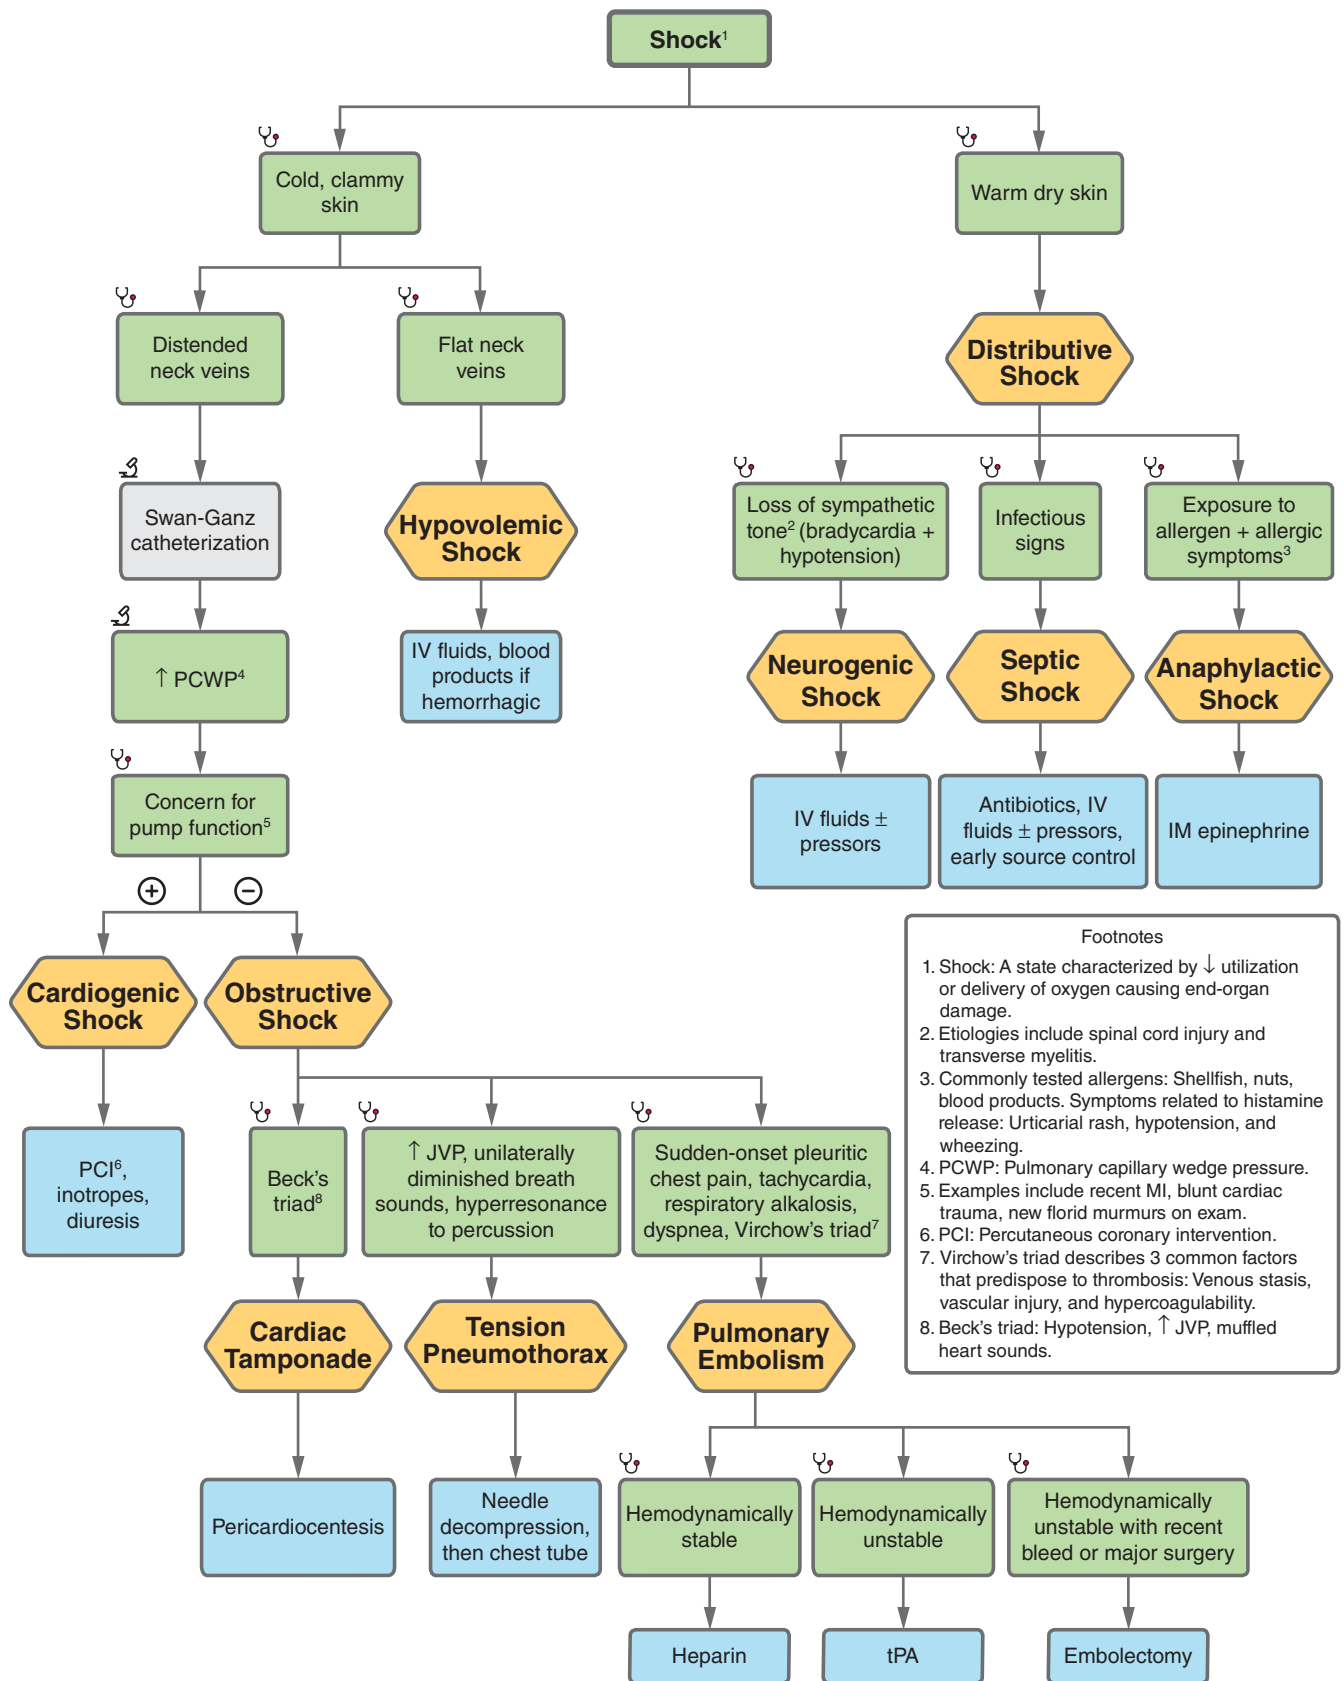 Shock¹
Cold, clammy
skin
Warm dry skin
Distended
neck veins
Flat neck
veins
Distributive
Shock
Swan-Ganz
catheterization
Hypovolemic
Shock
Loss of sympathetic
tone² (bradycardia +
hypotension)
Infectious
signs
Exposure to
allergen + allergic
symptoms³
↑ PCWP⁴
IV fluids, blood
products if
hemorrhagic
Neurogenic
Shock
Septic
Shock
Anaphylactic
Shock
Concern for
pump function⁵
IV fluids ±
pressors
Antibiotics, IV
fluids ± pressors,
early source control
IM epinephrine
+
−
Cardiogenic
Shock
Obstructive
Shock
PCI⁶,
inotropes,
diuresis
Beck's
triad⁸
↑ JVP, unilaterally
diminished breath
sounds, hyperresonance
to percussion
Sudden-onset pleuritic
chest pain, tachycardia,
respiratory alkalosis,
dyspnea, Virchow's triad⁷
Cardiac
Tamponade
Tension
Pneumothorax
Pulmonary
Embolism
Pericardiocentesis
Needle
decompression,
then chest tube
Hemodynamically
stable
Hemodynamically
unstable
Hemodynamically
unstable with recent
bleed or major surgery
Heparin
tPA
Embolectomy
Footnotes
1. Shock: A state characterized by ↓ utilization
or delivery of oxygen causing end-organ
damage.
2. Etiologies include spinal cord injury and
transverse myelitis.
3. Commonly tested allergens: Shellfish, nuts,
blood products. Symptoms related to histamine
release: Urticarial rash, hypotension, and
wheezing.
4. PCWP: Pulmonary capillary wedge pressure.
5. Examples include recent MI, blunt cardiac
trauma, new florid murmurs on exam.
6. PCI: Percutaneous coronary intervention.
7. Virchow's triad describes 3 common factors
that predispose to thrombosis: Venous stasis,
vascular injury, and hypercoagulability.
8. Beck's triad: Hypotension, ↑ JVP, muffled
heart sounds.